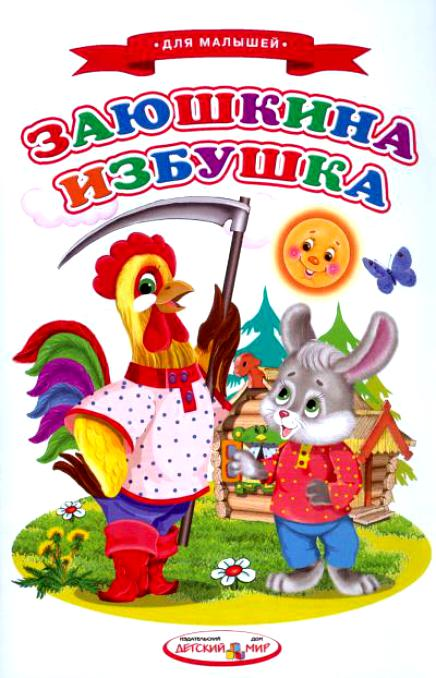 • ДЛЯ МАЛЫШЕЙ •
ЗАЮШКИНА
ИЗБУШКА
ИЗДАТЕЛЬСКИЙ ДОМ
ДЕТСКИЙ МИР